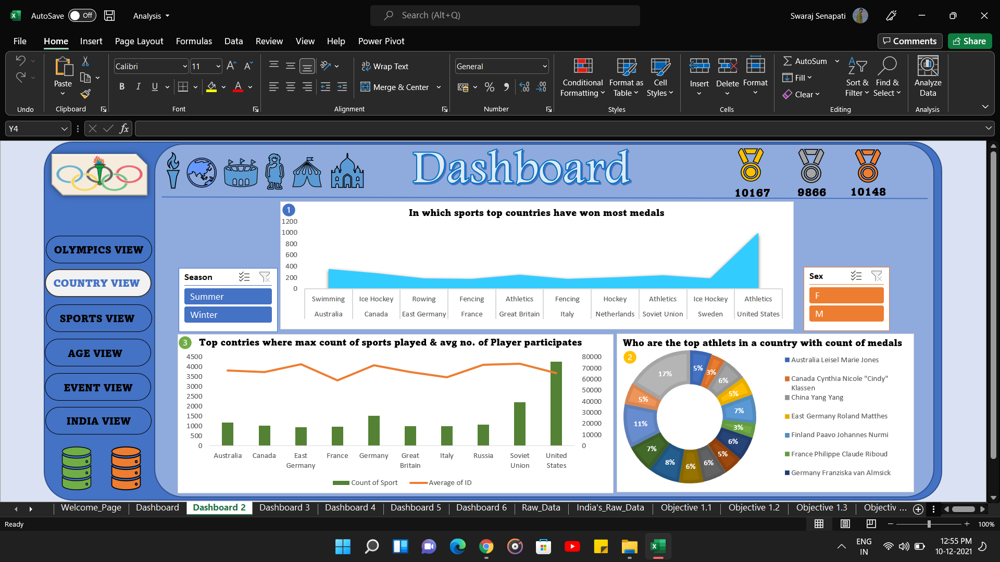 AutoSave Off Analysis Search (Alt+Q) Swaraj Senapati
File Home Insert Page Layout Formulas Data Review View Help Power Pivot Comments Share
Undo
Paste
Clipboard
Calibri 11
B I U A
Font
ab Wrap Text
Merge & Center
Alignment
General
% , .00 .00
Number
Conditional Formatting
Format as Table
Cell Styles
Styles
Insert Delete Format
Cells
AutoSum
Fill
Clear
Sort & Filter
Find & Select
Editing
Analyze Data
Analysis
Y4 fx
Dashboard
10167 9866 10148
OLYMPICS VIEW
COUNTRY VIEW
SPORTS VIEW
AGE VIEW
EVENT VIEW
INDIA VIEW
Season
Summer
Winter
1 In which sports top countries have won most medals
1200
1000
800
600
400
200
0
Swimming Ice Hockey Rowing Fencing Athletics Fencing Hockey Athletics Ice Hockey Athletics
Australia Canada East Germany France Great Britain Italy Netherlands Soviet Union Sweden United States
Sex
F
M
3 Top contries where max count of sports played & avg no. of Player participates
4500 80000
4000 70000
3500 60000
3000 50000
2500 40000
2000 30000
1500 20000
1000 10000
500 0
0
Australia Canada East Germany France Germany Great Britain Italy Russia Soviet Union United States
Count of Sport Average of ID
Who are the top athlets in a country with count of medals
2
5%
3%
6%
5%
7%
3%
6%
5%
6%
6%
8%
7%
11%
5%
17%
Australia Leisel Marie Jones
Canada Cynthia Nicole "Cindy"
Klassen
China Yang Yang
East Germany Roland Matthes
Finland Paavo Johannes Nurmi
France Philippe Claude Riboud
Germany Franziska van Almsick
Welcome_Page Dashboard Dashboard 2 Dashboard 3 Dashboard 4 Dashboard 5 Dashboard 6 Raw_Data India's_Raw_Data Objective 1.1 Objective 1.2 Objective 1.3 Objectiv ...
Ready 100%
ENG
IN
12:55 PM
10-12-2021